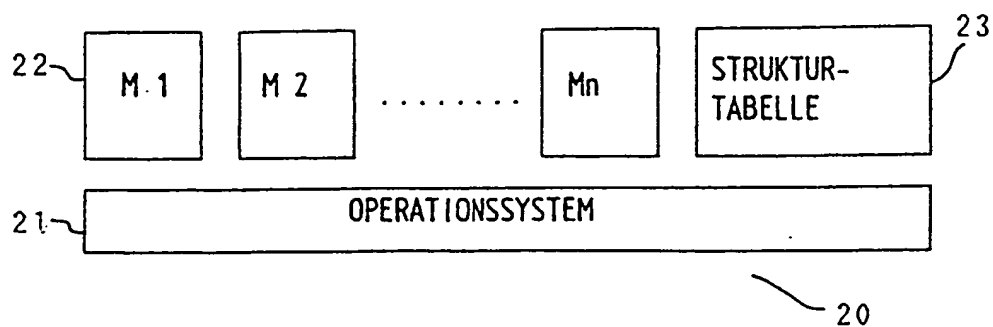 22 M 1 M 2 ........ Mn STRUKTUR- 23
TABELLE
21 OPERATIONSSYSTEM
20